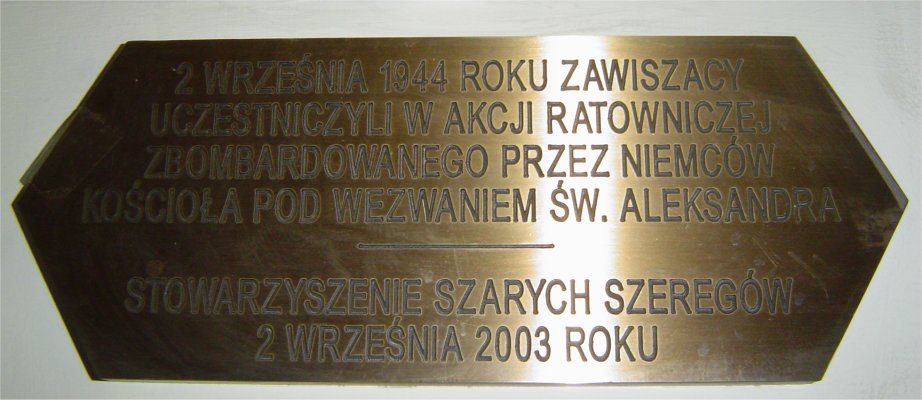 2 WRZEŚNIA 1944 ROKU ZAWISZACY
UCZESTNICZYLI W AKCJI RATOWNICZEJ
ZBOMBARDOWANEGO PRZEZ NIEMCÓW
KOŚCIOŁA POD WEZWANIEM ŚW. ALEKSANDRA
STOWARZYSZENIE SZARYCH SZEREGÓW
2 WRZEŚNIA 2003 ROKU